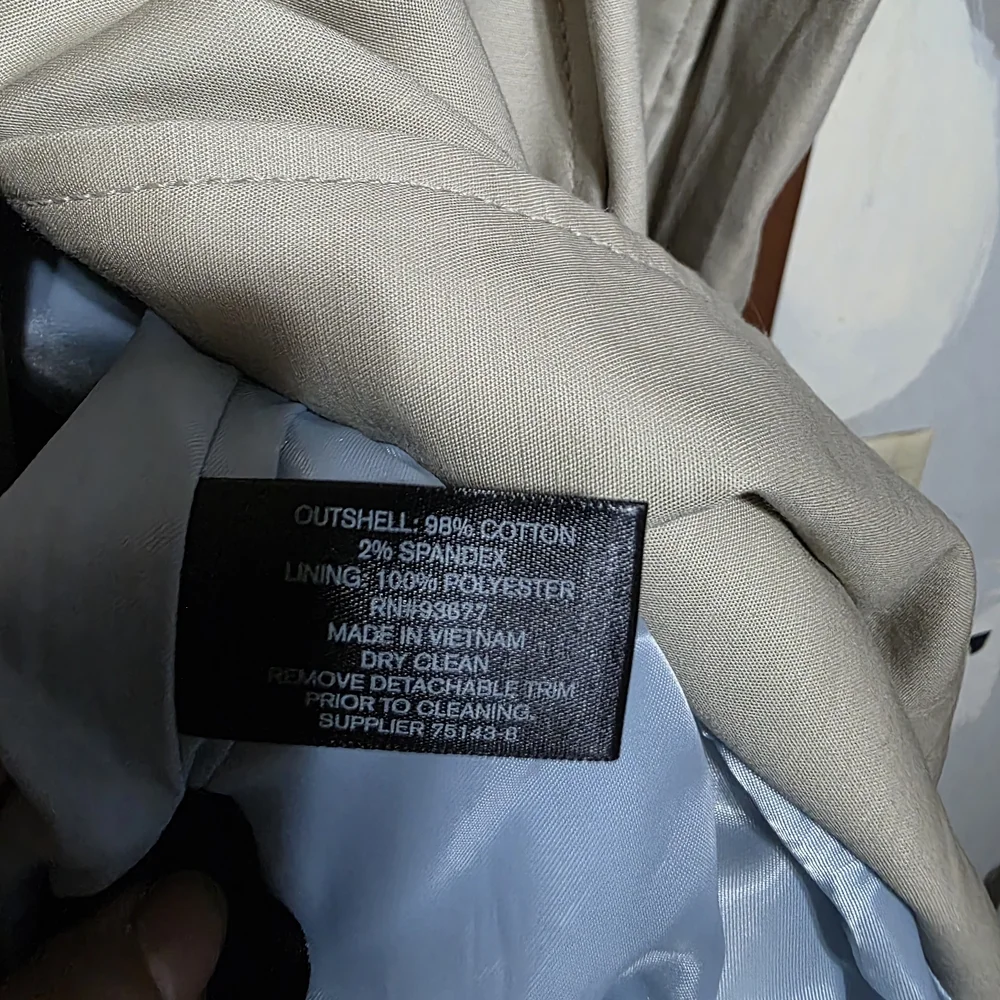 OUTSHELL: 98% COTTON
2% SPANDEX
LINING: 100% POLYESTER
RN#93677
MADE IN VIETNAM
DRY CLEAN
REMOVE DETACHABLE TRIM
PRIOR TO CLEANING.
SUPPLIER 75143-8